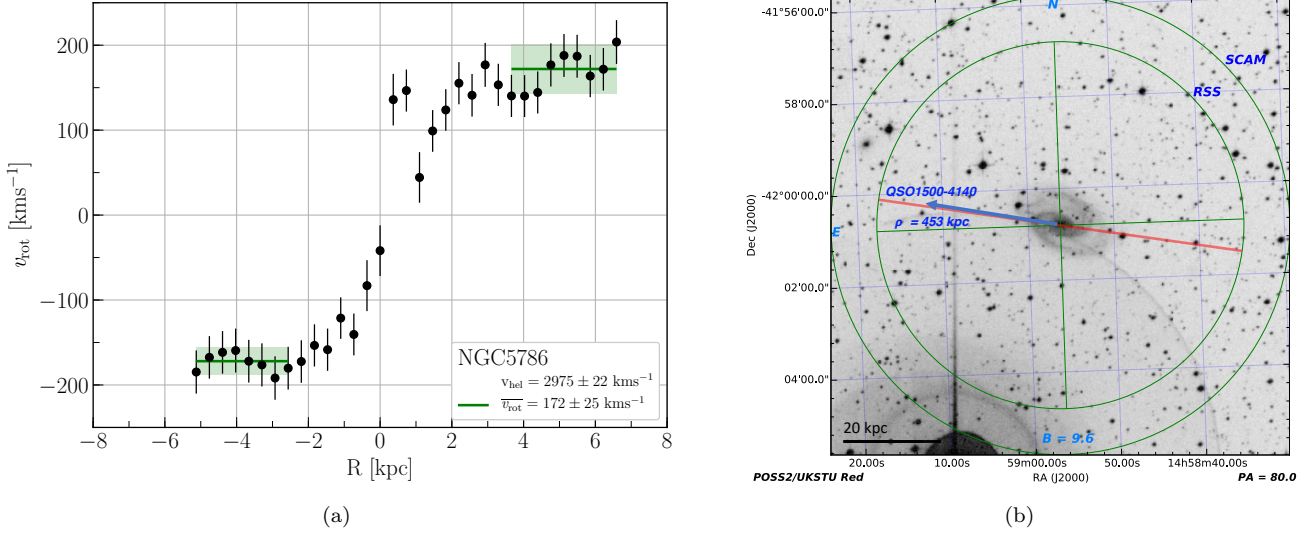 200
100
0
−100
−200
v_rot [kms⁻¹]
−8 −6 −4 −2 0 2 4 6 8
R [kpc]
NGC5786
v_hel = 2975 ± 22 kms⁻¹
v̅_rot = 172 ± 25 kms⁻¹
(a)
-41°56'00.0"
58'00.0"
-42°00'00.0"
02'00.0"
04'00.0"
Dec (J2000)
N
SCAM
RSS
QSO1500-4140
ρ = 453 kpc
E
20 kpc
B = 9.6
20.00s 10.00s 59m00.00s 50.00s 14h58m40.00s
POSS2/UKSTU Red RA (J2000) PA = 80.0
(b)